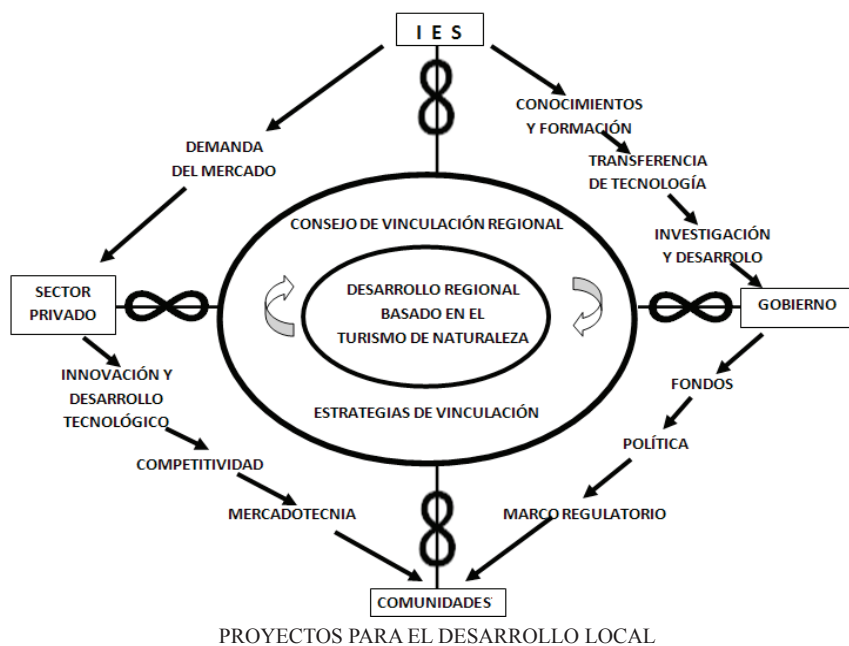 I E S
CONOCIMIENTOS
Y FORMACIÓN
DEMANDA
DEL MERCADO
TRANSFERENCIA
DE TECNOLOGÍA
CONSEJO DE VINCULACIÓN REGIONAL
INVESTIGACIÓN
Y DESARROLO
SECTOR
PRIVADO
DESARROLLO REGIONAL
BASADO EN EL
TURISMO DE NATURALEZA
GOBIERNO
INNOVACIÓN Y
DESARROLLO
TECNOLÓGICO
FONDOS
ESTRATEGIAS DE VINCULACIÓN
POLÍTICA
COMPETITIVIDAD
MERCADOTECNIA
MARCO REGULATORIO
COMUNIDADES
PROYECTOS PARA EL DESARROLLO LOCAL